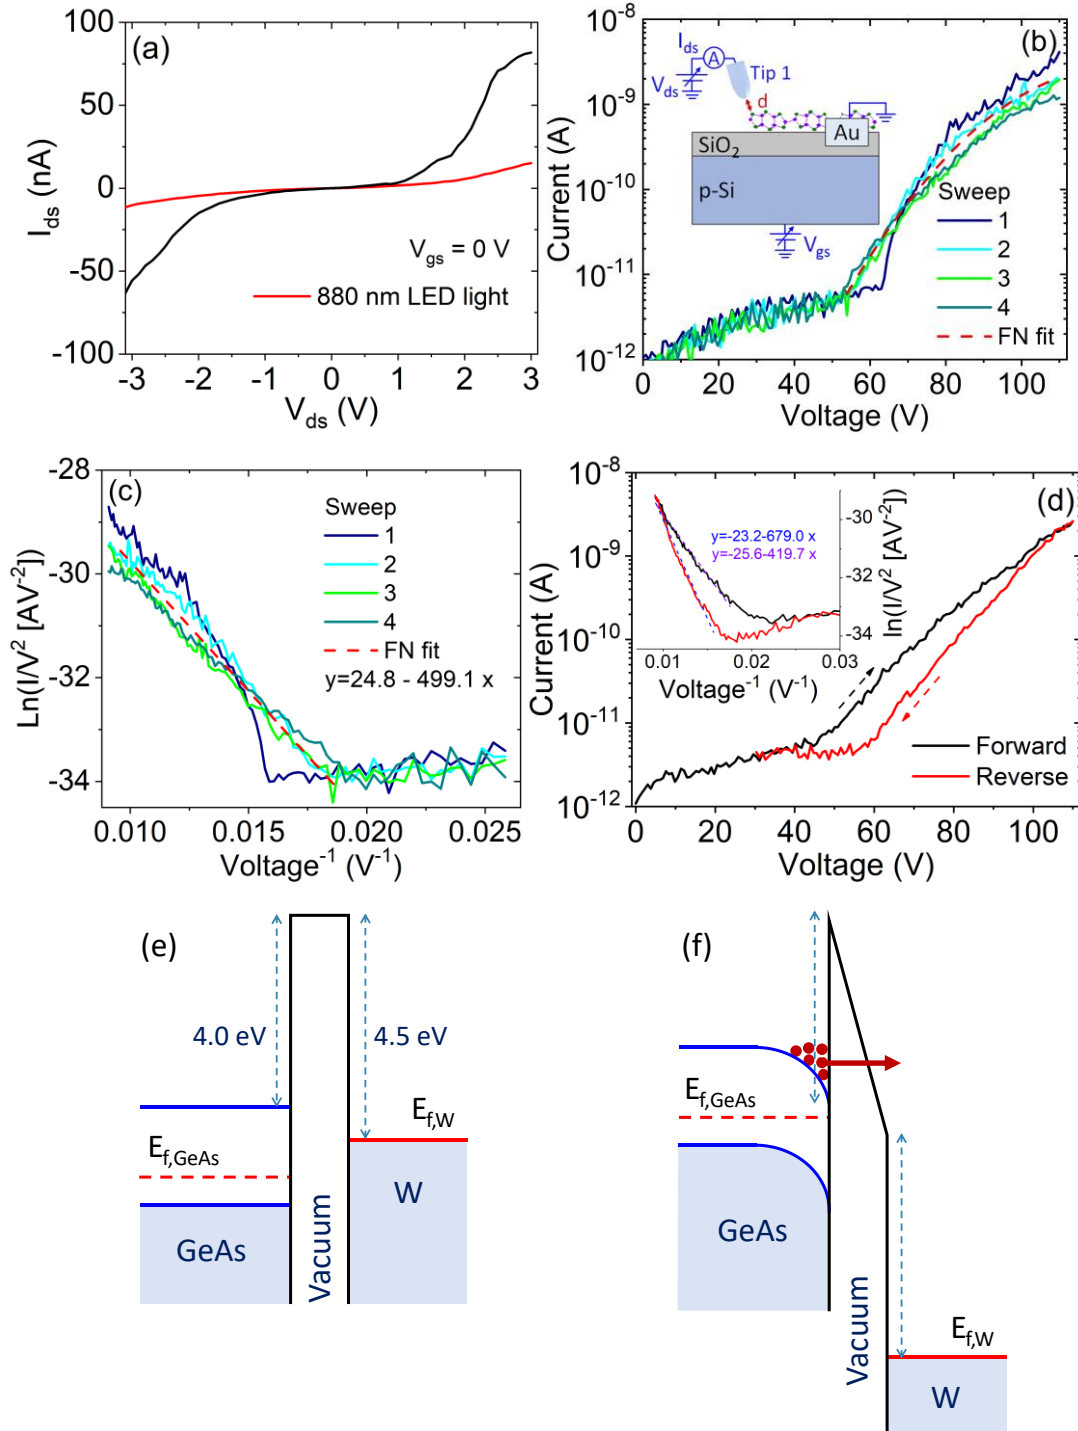 (a)
100
50
0
-50
-100
I_ds (nA)
V_gs = 0 V
880 nm LED light
-3 -2 -1 0 1 2 3
V_ds (V)
(b)
10^-8
10^-9
10^-10
10^-11
10^-12
Current (A)
I_ds
A
V_ds
Tip 1
d
Au
SiO_2
p-Si
V_gs
Sweep
1
2
3
4
FN fit
0 20 40 60 80 100
Voltage (V)
(c)
-28
-30
-32
-34
Ln(I/V^2 [AV^-2])
Sweep
1
2
3
4
FN fit
y=24.8 - 499.1 x
0.010 0.015 0.020 0.025
Voltage^-1 (V^-1)
(d)
10^-8
10^-9
10^-10
10^-11
10^-12
Current (A)
y=-23.2-679.0 x
y=-25.6-419.7 x
-30
-32
-34
ln(I/V^2 [AV^-2])
0.01 0.02 0.03
Voltage^-1 (V^-1)
Forward
Reverse
0 20 40 60 80 100
Voltage (V)
(e)
4.0 eV
4.5 eV
E_f,GeAs
E_f,W
GeAs
Vacuum
W
(f)
E_f,GeAs
GeAs
Vacuum
E_f,W
W